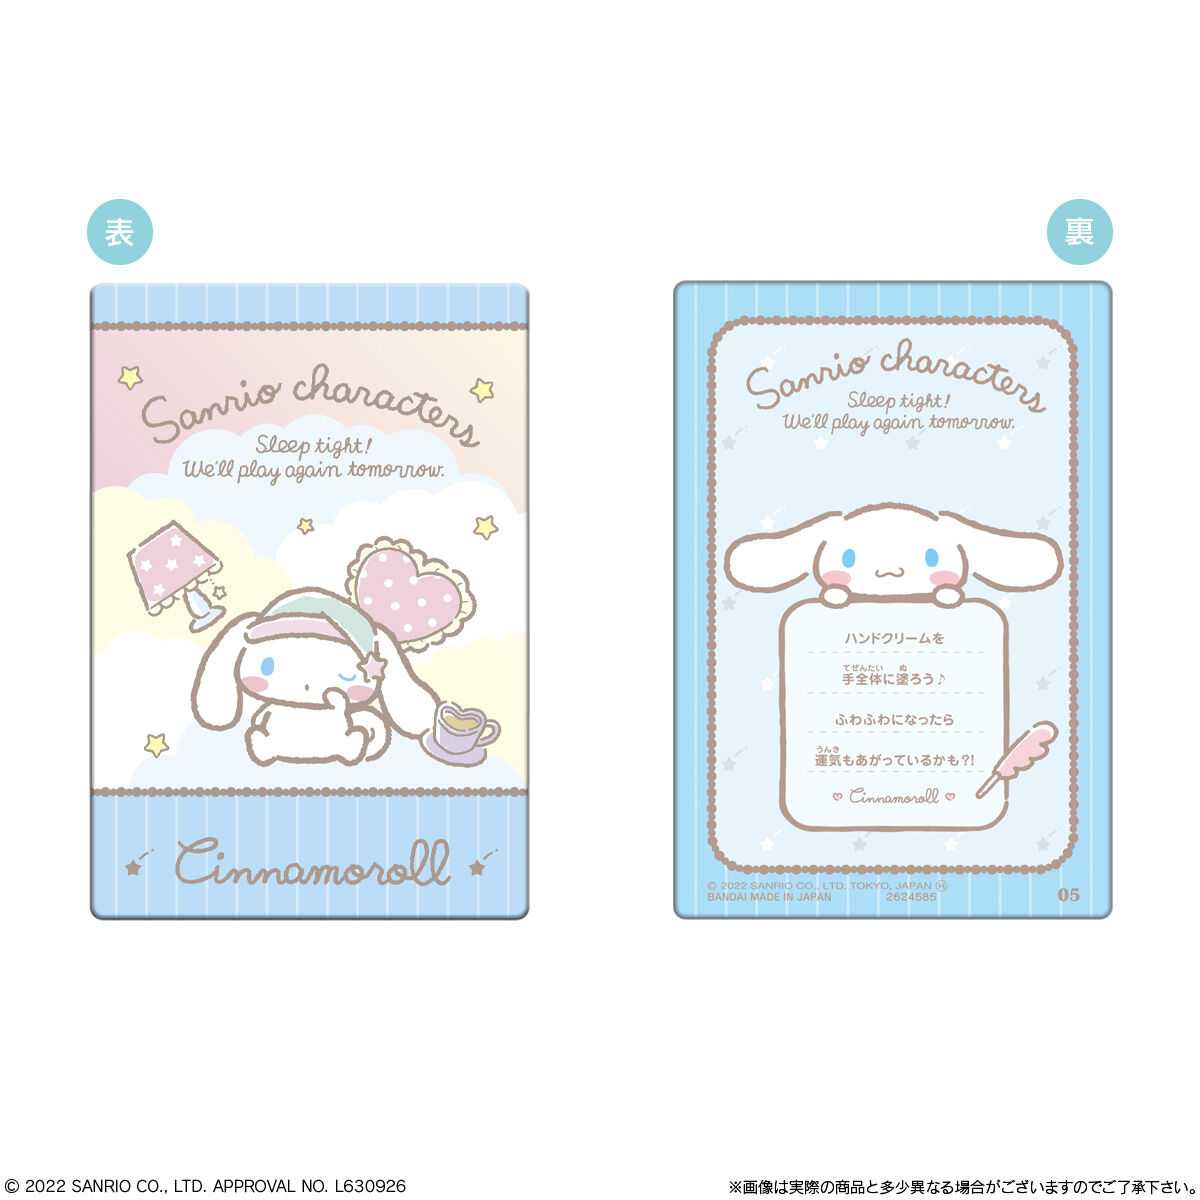 表
Sanrio characters
Sleep tight!
We'll play again tomorrow.
Cinnamoroll
裏
Sanrio characters
Sleep tight!
We'll play again tomorrow.
ハンドクリームを
てぜんたい ぬ
手全体に塗ろう♪
ふわふわになったら
うんき
運気もあがっているかも?!
Cinnamoroll
© 2022 SANRIO CO., LTD. TOKYO, JAPAN Ⓗ
BANDAI MADE IN JAPAN 2624585
05
© 2022 SANRIO CO., LTD. APPROVAL NO. L630926
※画像は実際の商品と多少異なる場合がございますのでご了承下さい。